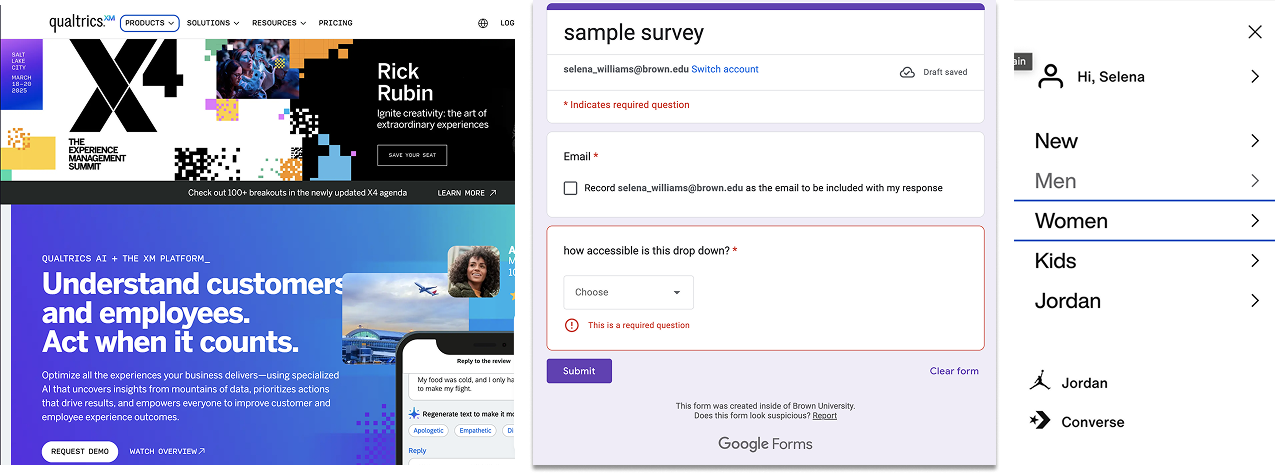 qualtrics.XM
PRODUCTS
SOLUTIONS
RESOURCES
PRICING
LOG
SALT
LAKE
CITY
MARCH
18–20
2025
X4
THE
EXPERIENCE
MANAGEMENT
SUMMIT
Rick
Rubin
Ignite creativity: the art of
extraordinary experiences
SAVE YOUR SEAT
Check out 100+ breakouts in the newly updated X4 agenda
LEARN MORE
QUALTRICS AI + THE XM PLATFORM_
Understand customers
and employees.
Act when it counts.
Optimize all the experiences your business delivers—using specialized
AI that uncovers insights from mountains of data, prioritizes actions
that drive results, and empowers everyone to improve customer and
employee experience outcomes.
REQUEST DEMO
WATCH OVERVIEW
A
M
10
Reply to the review
My food was cold, and I only ha
to make my flight.
Regenerate text to make it mo
Apologetic
Empathetic
Di
Reply
sample survey
selena_williams@brown.edu Switch account
Draft saved
* Indicates required question
Email *
Record selena_williams@brown.edu as the email to be included with my response
how accessible is this drop down? *
Choose
This is a required question
Submit
Clear form
This form was created inside of Brown University.
Does this form look suspicious? Report
Google Forms
ain
Hi, Selena
New
Men
Women
Kids
Jordan
Jordan
Converse